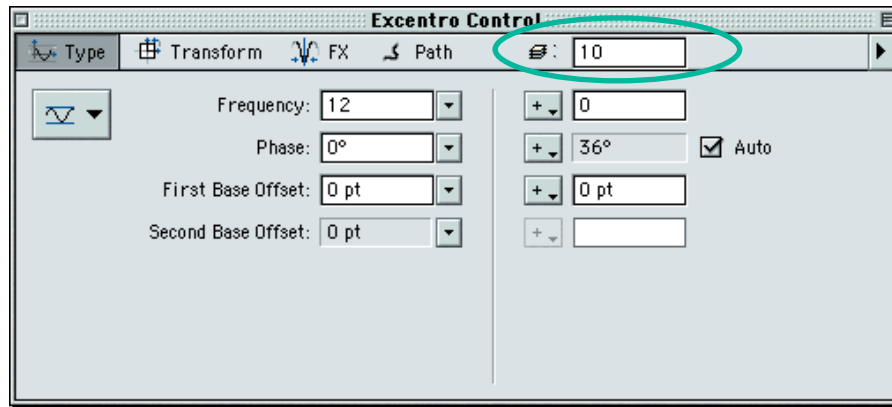 Excentro Control
Type Transform FX Path : 10
Frequency: 12 + 0
Phase: 0° + 36° Auto
First Base Offset: 0 pt + 0 pt
Second Base Offset: 0 pt +